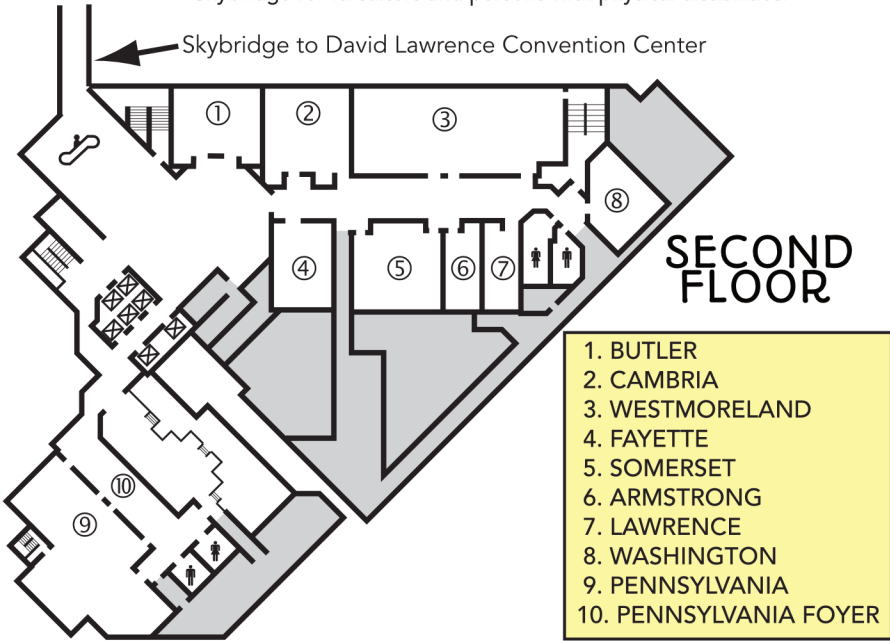 Skybridge to David Lawrence Convention Center
1
2
3
4
5
6
7
8
9
10
SECOND
FLOOR
1. BUTLER
2. CAMBRIA
3. WESTMORELAND
4. FAYETTE
5. SOMERSET
6. ARMSTRONG
7. LAWRENCE
8. WASHINGTON
9. PENNSYLVANIA
10. PENNSYLVANIA FOYER